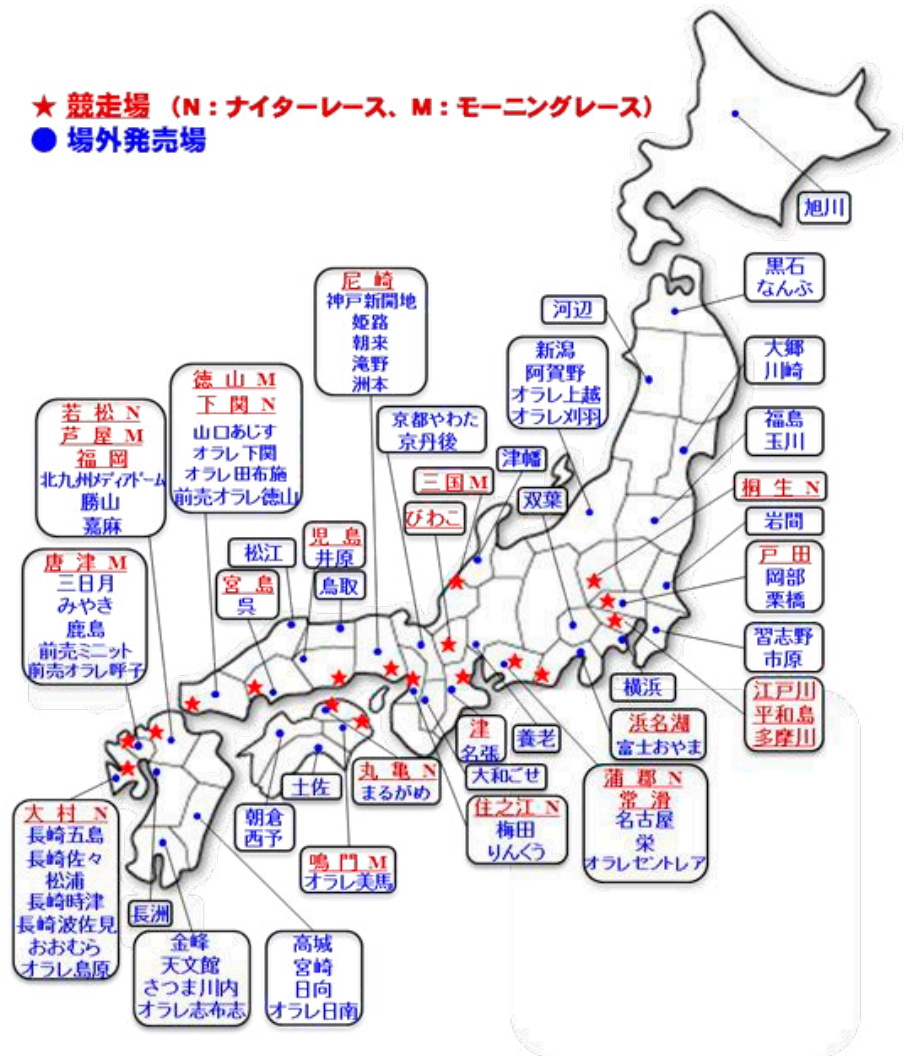 ★ 競走場 （N：ナイターレース、M：モーニングレース）
● 場外発売場
旭川
黒石
なんぶ
河辺
大郷
川崎
新潟
阿賀野
オラレ上越
オラレ刈羽
福島
玉川
尼崎
神戸新開地
姫路
朝来
滝野
洲本
徳山 M
下関 N
山口あじす
オラレ下関
オラレ田布施
前売オラレ徳山
若松 N
芦屋 M
福岡
北九州メディアドーム
勝山
嘉麻
京都やわた
京丹後
津幡
三国 M
双葉
びわこ
桐生 N
岩間
戸田
岡部
栗橋
習志野
市原
唐津 M
三日月
みやき
鹿島
前売ミニット
前売オラレ呼子
松江
児島
井原
宮島
呉
鳥取
横浜
江戸川
平和島
多摩川
浜名湖
富士おやま
津
名張
養老
大和ごせ
丸亀 N
まるがめ
土佐
朝倉
西予
住之江 N
梅田
りんくう
蒲郡 N
常滑
名古屋
栄
オラレセントレア
鳴門 M
オラレ美馬
大村 N
長崎五島
長崎佐々
松浦
長崎時津
長崎波佐見
おおむら
オラレ島原
長洲
金峰
天文館
さつま川内
オラレ志布志
高城
宮崎
日向
オラレ日南